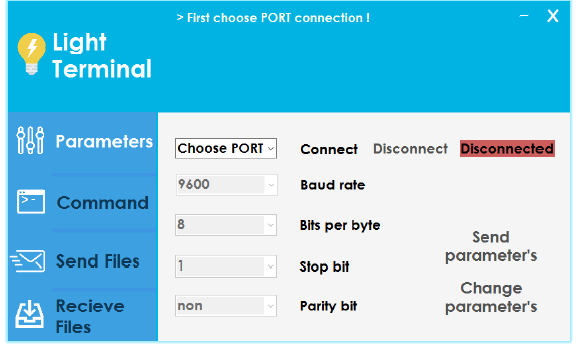 > First choose PORT connection !
– X
Light
Terminal
Parameters
Command
Send Files
Recieve
Files
Choose PORT Connect Disconnect Disconnected
9600 Baud rate
8 Bits per byte
1 Stop bit
non Parity bit
Send
parameter's
Change
parameter's